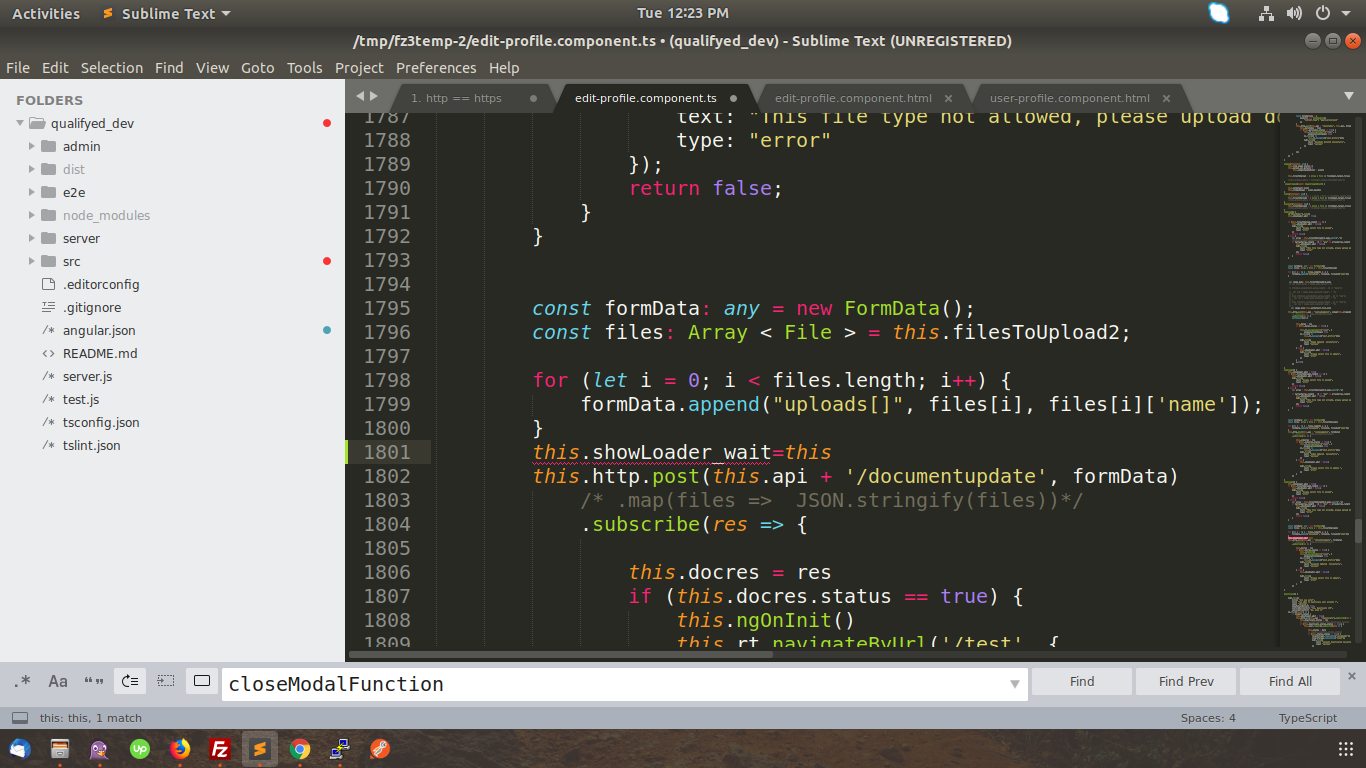 Activities
Sublime Text
Tue 12:23 PM
/tmp/fz3temp-2/edit-profile.component.ts • (qualifyed_dev) - Sublime Text (UNREGISTERED)
File Edit Selection Find View Goto Tools Project Preferences Help
FOLDERS
qualifyed_dev
admin
dist
e2e
node_modules
server
src
.editorconfig
.gitignore
/* angular.json
<> README.md
/* server.js
/* test.js
/* tsconfig.json
/* tslint.json
1. http == https
edit-profile.component.ts
edit-profile.component.html
user-profile.component.html
1787 text: "This file type not allowed, please upload do
1788 type: "error"
1789 });
1790 return false;
1791 }
1792 }
1793
1794
1795 const formData: any = new FormData();
1796 const files: Array < File > = this.filesToUpload2;
1797
1798 for (let i = 0; i < files.length; i++) {
1799 formData.append("uploads[]", files[i], files[i]['name']);
1800 }
1801 this.showLoader_wait=this
1802 this.http.post(this.api + '/documentupdate', formData)
1803 /* .map(files => JSON.stringify(files))*/
1804 .subscribe(res => {
1805
1806 this.docres = res
1807 if (this.docres.status == true) {
1808 this.ngOnInit()
1809 this.rt.navigateByUrl('/test', {
.* Aa “” closeModalFunction Find Find Prev Find All
this: this, 1 match
Spaces: 4
TypeScript
Up
Fz